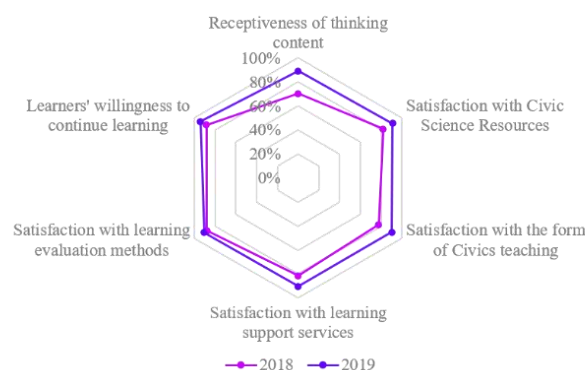 Receptiveness of thinking
content
100%
80%
60%
40%
20%
0%
Learners' willingness to
continue learning
Satisfaction with Civic
Science Resources
Satisfaction with learning
evaluation methods
Satisfaction with the form
of Civics teaching
Satisfaction with learning
support services
2018
2019